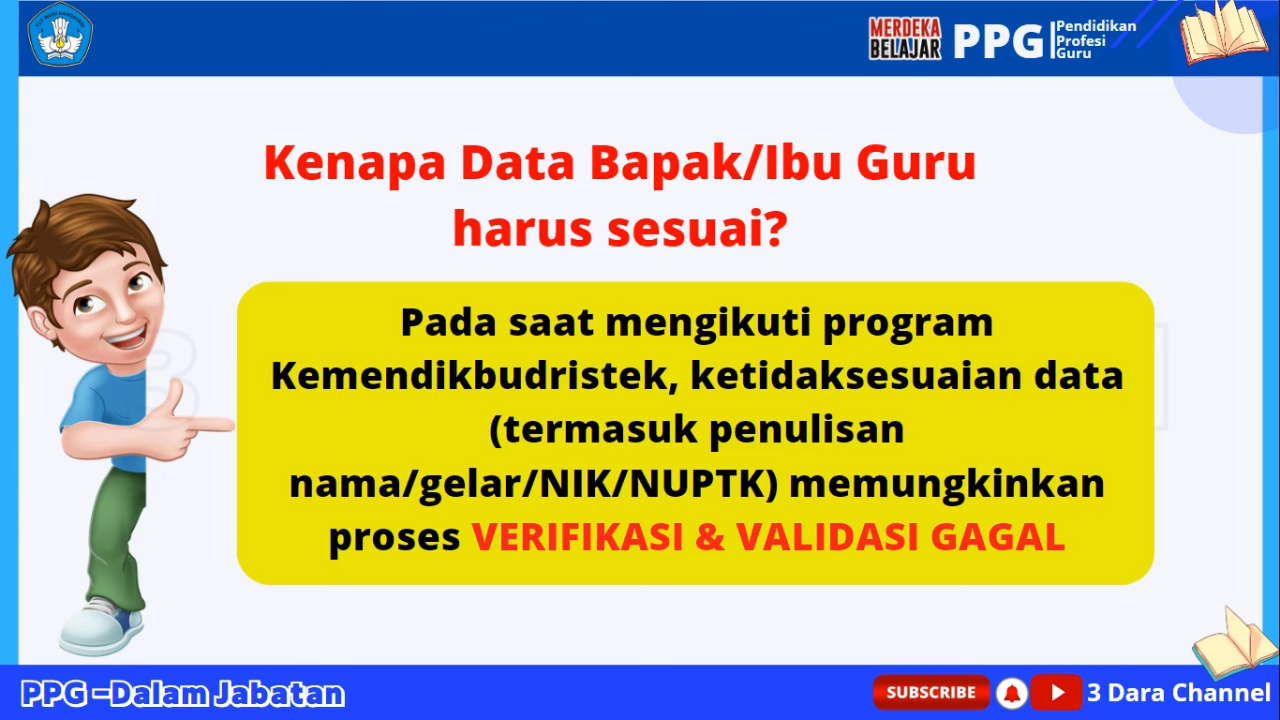 MERDEKA
BELAJAR
PPG
Pendidikan
Profesi
Guru
Kenapa Data Bapak/Ibu Guru
harus sesuai?
Pada saat mengikuti program
Kemendikbudristek, ketidaksesuaian data
(termasuk penulisan
nama/gelar/NIK/NUPTK) memungkinkan
proses VERIFIKASI & VALIDASI GAGAL
PPG –Dalam Jabatan
SUBSCRIBE
3 Dara Channel